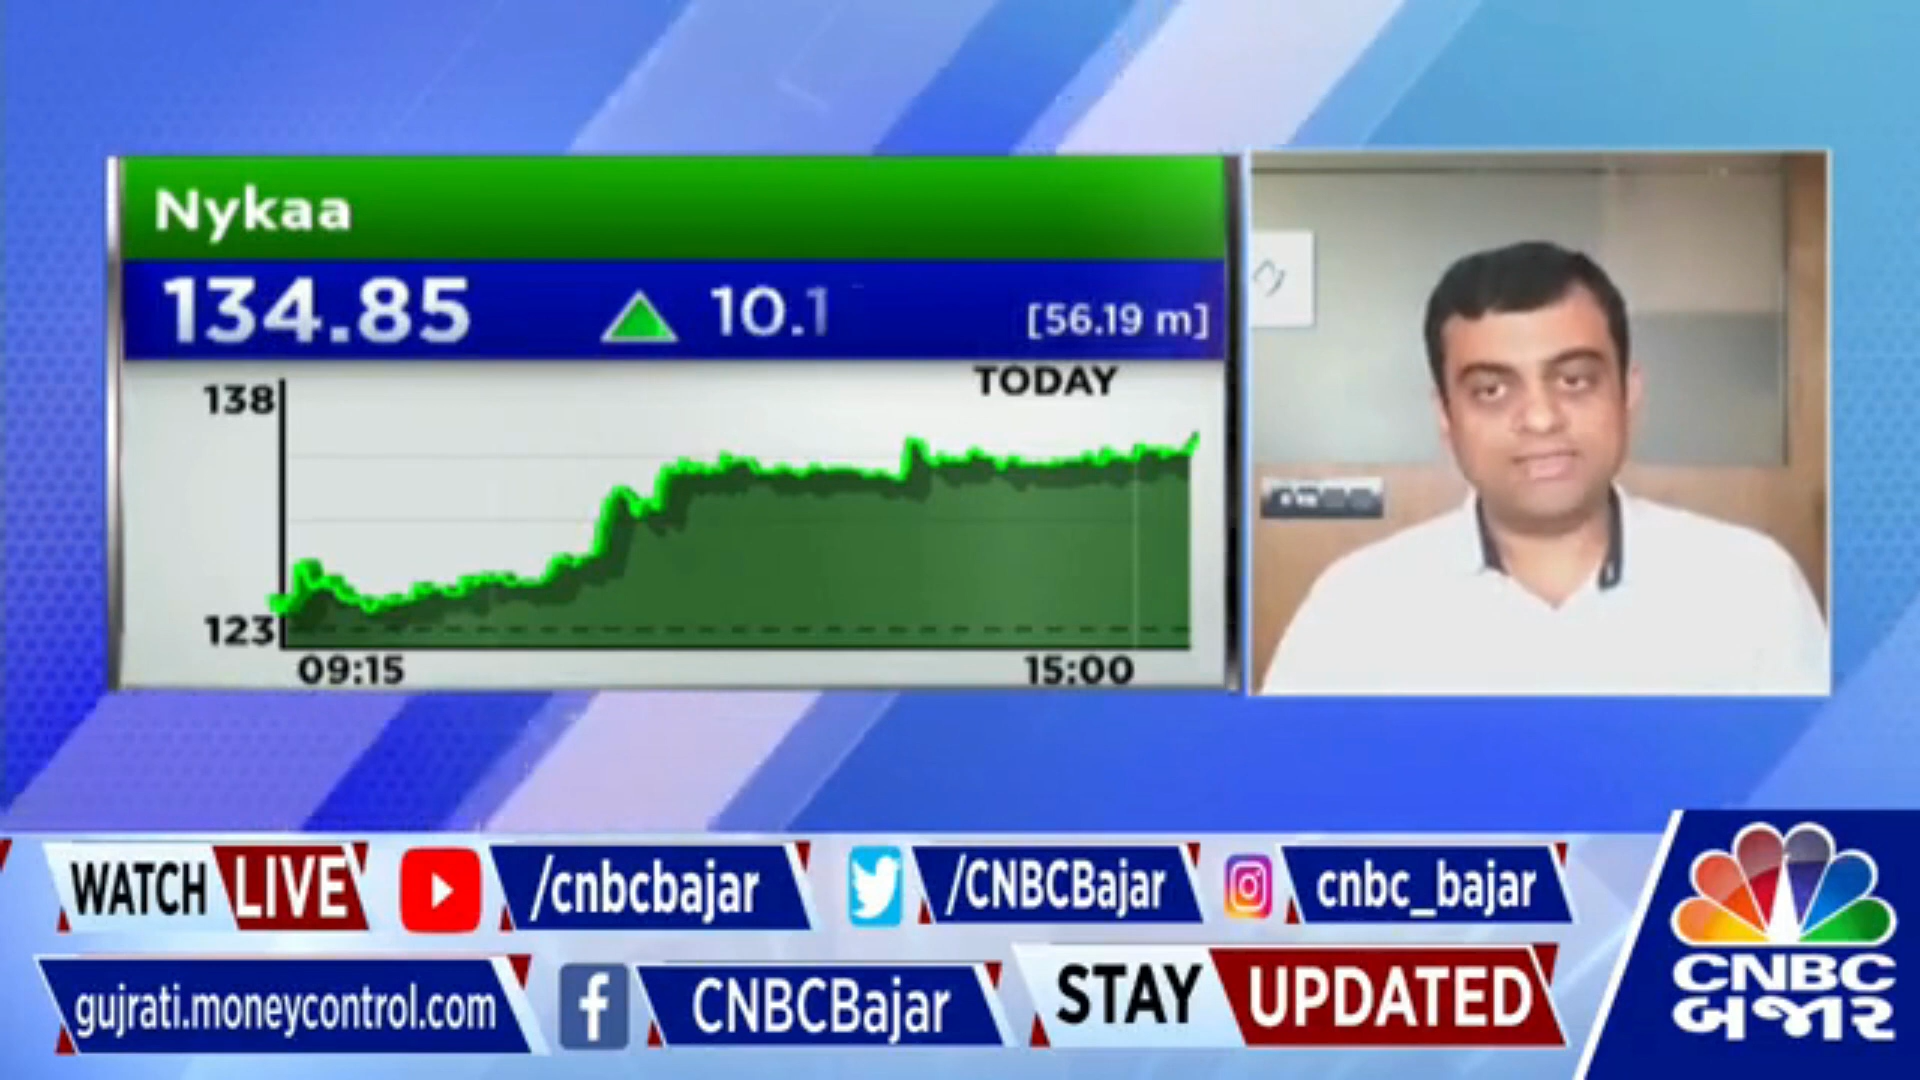 Nykaa
134.85 10.1 [56.19 m]
TODAY
138
123
09:15 15:00
WATCH LIVE /cnbcbajar /CNBCBajar cnbc_bajar
gujrati.moneycontrol.com CNBCBajar STAY UPDATED
CNBC
બજાર